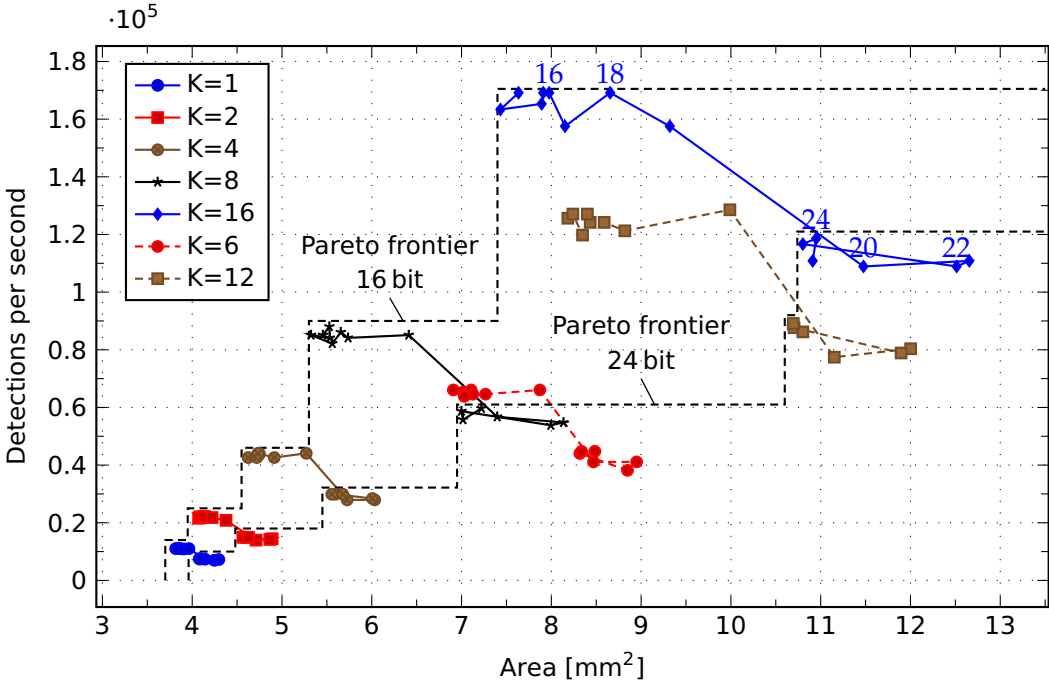 ·10⁵
1.8
1.6
1.4
1.2
1
0.8
0.6
0.4
0.2
0
Detections per second
K=1
K=2
K=4
K=8
K=16
K=6
K=12
16
18
24
20
22
Pareto frontier
16 bit
Pareto frontier
24 bit
3 4 5 6 7 8 9 10 11 12 13
Area [mm²]